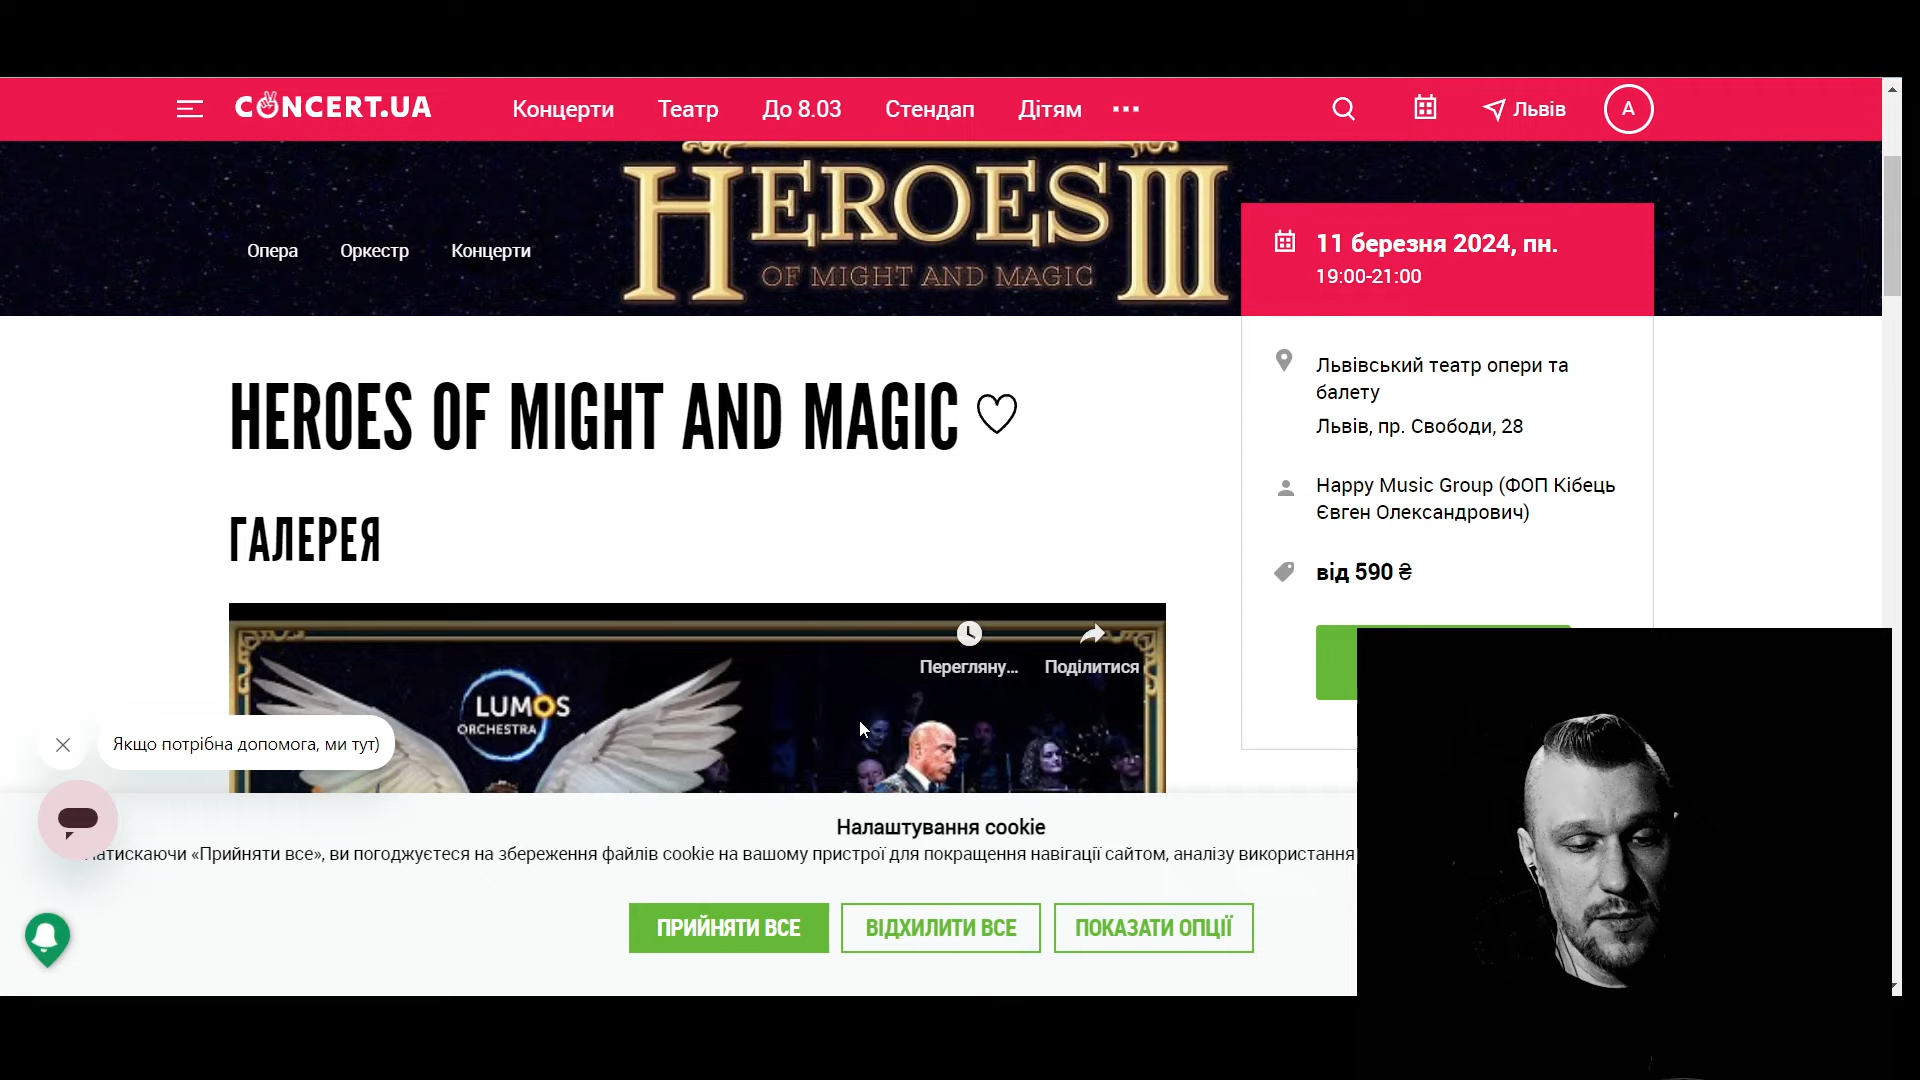 CONCERT.UA
Концерти Театр До 8.03 Стендап Дітям
Львів
A
HEROES III
OF MIGHT AND MAGIC
Опера Оркестр Концерти
11 березня 2024, пн.
19:00-21:00
Львівський театр опери та
балету
Львів, пр. Свободи, 28
HEROES OF MIGHT AND MAGIC
Happy Music Group (ФОП Кібець
Євген Олександрович)
ГАЛЕРЕЯ
від 590 ₴
Перегляну... Поділитися
LUMOS
ORCHESTRA
Якщо потрібна допомога, ми тут)
Налаштування cookie
атискаючи «Прийняти все», ви погоджуєтеся на збереження файлів cookie на вашому пристрої для покращення навігації сайтом, аналізу використання
ПРИЙНЯТИ ВСЕ ВІДХИЛИТИ ВСЕ ПОКАЗАТИ ОПЦІЇ